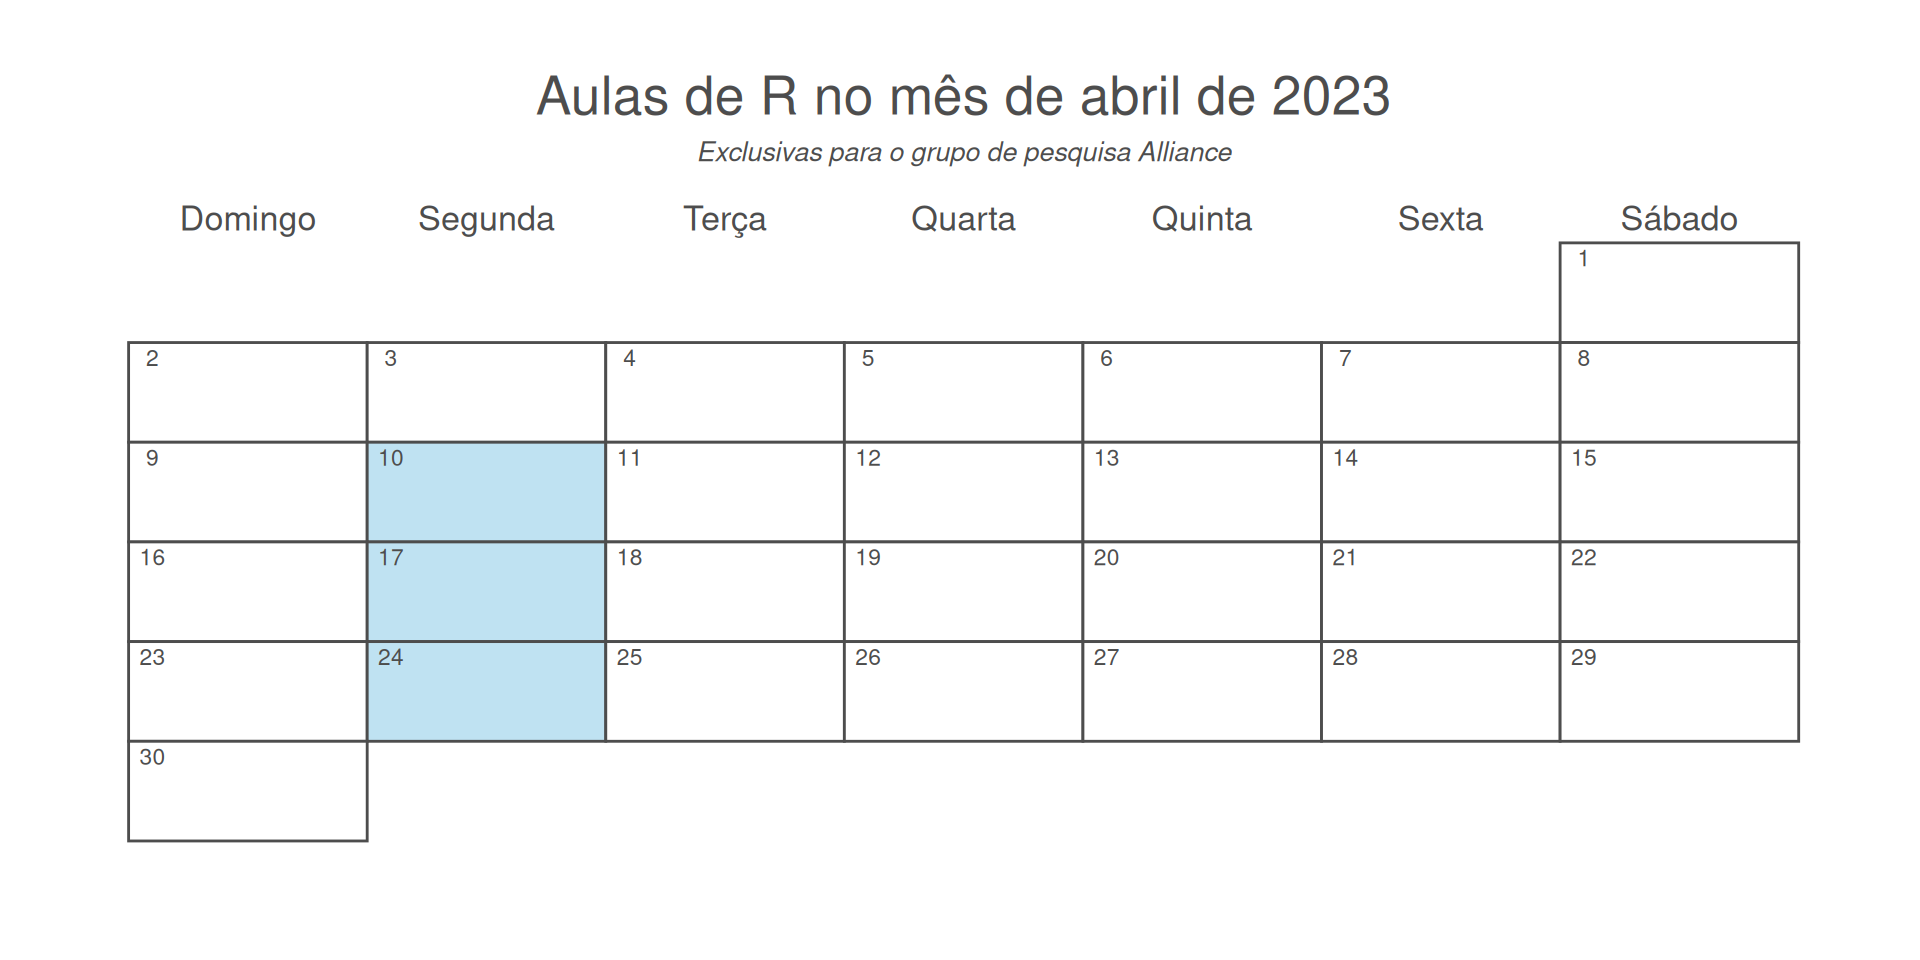 Aulas de R no mês de abril de 2023
Exclusivas para o grupo de pesquisa Alliance
Domingo Segunda Terça Quarta Quinta Sexta Sábado
1
2 3 4 5 6 7 8
9 10 11 12 13 14 15
16 17 18 19 20 21 22
23 24 25 26 27 28 29
30